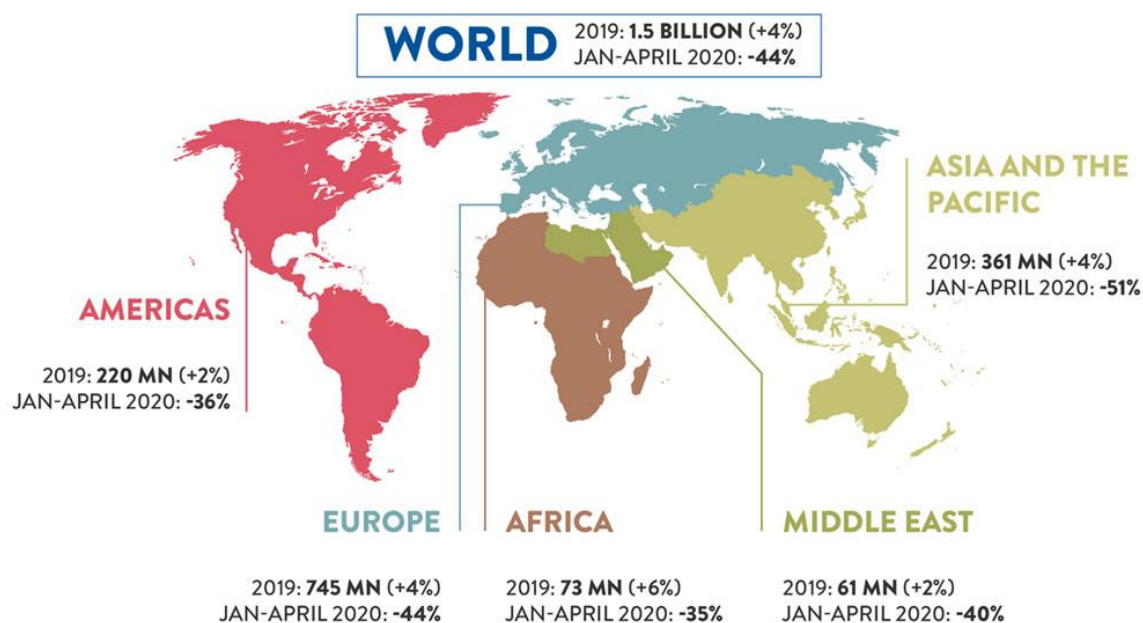 WORLD
2019: 1.5 BILLION (+4%)
JAN-APRIL 2020: -44%
ASIA AND THE
PACIFIC
2019: 361 MN (+4%)
JAN-APRIL 2020: -51%
AMERICAS
2019: 220 MN (+2%)
JAN-APRIL 2020: -36%
EUROPE
2019: 745 MN (+4%)
JAN-APRIL 2020: -44%
AFRICA
2019: 73 MN (+6%)
JAN-APRIL 2020: -35%
MIDDLE EAST
2019: 61 MN (+2%)
JAN-APRIL 2020: -40%